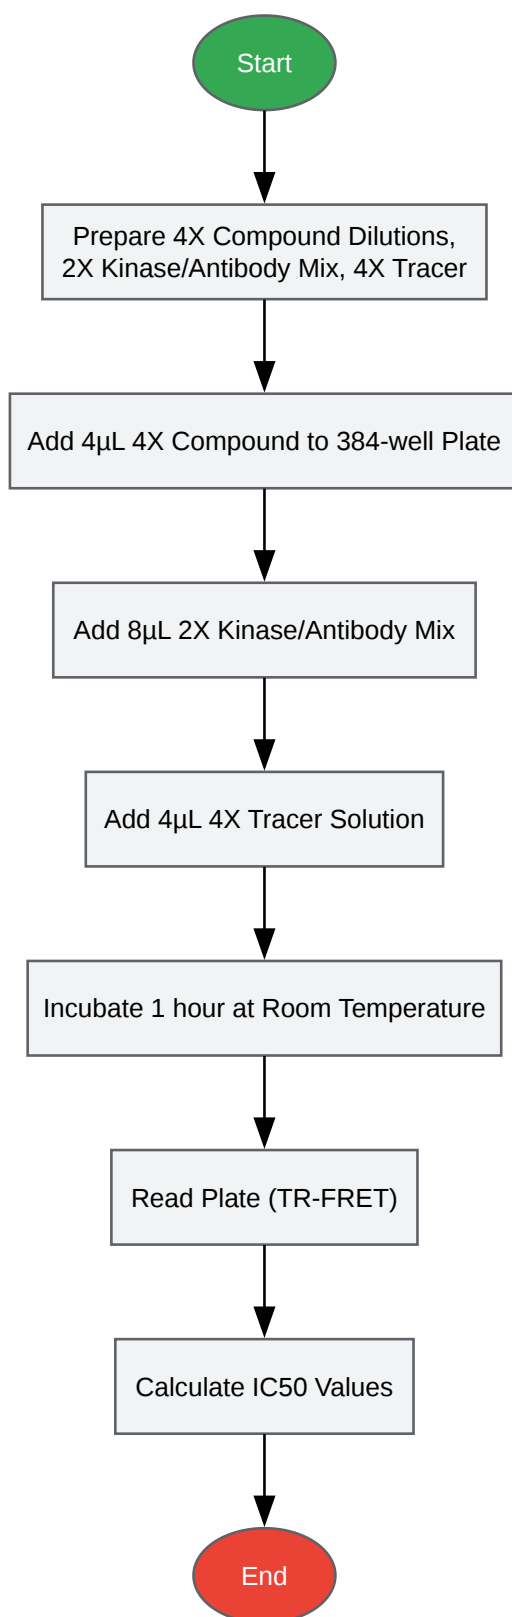 Start
Prepare 4X Compound Dilutions,
2X Kinase/Antibody Mix, 4X Tracer
Add 4µL 4X Compound to 384-well Plate
Add 8µL 2X Kinase/Antibody Mix
Add 4µL 4X Tracer Solution
Incubate 1 hour at Room Temperature
Read Plate (TR-FRET)
Calculate IC50 Values
End